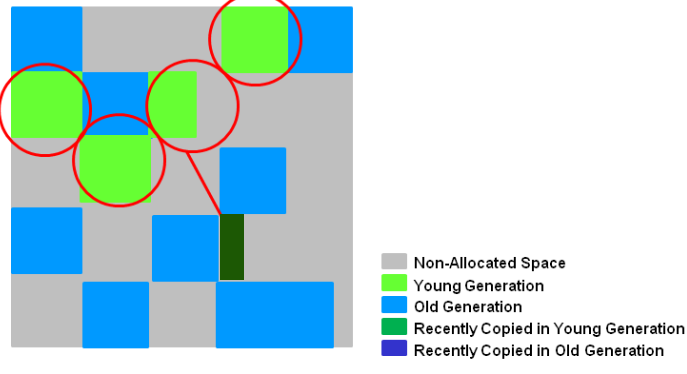 Non-Allocated Space
Young Generation
Old Generation
Recently Copied in Young Generation
Recently Copied in Old Generation